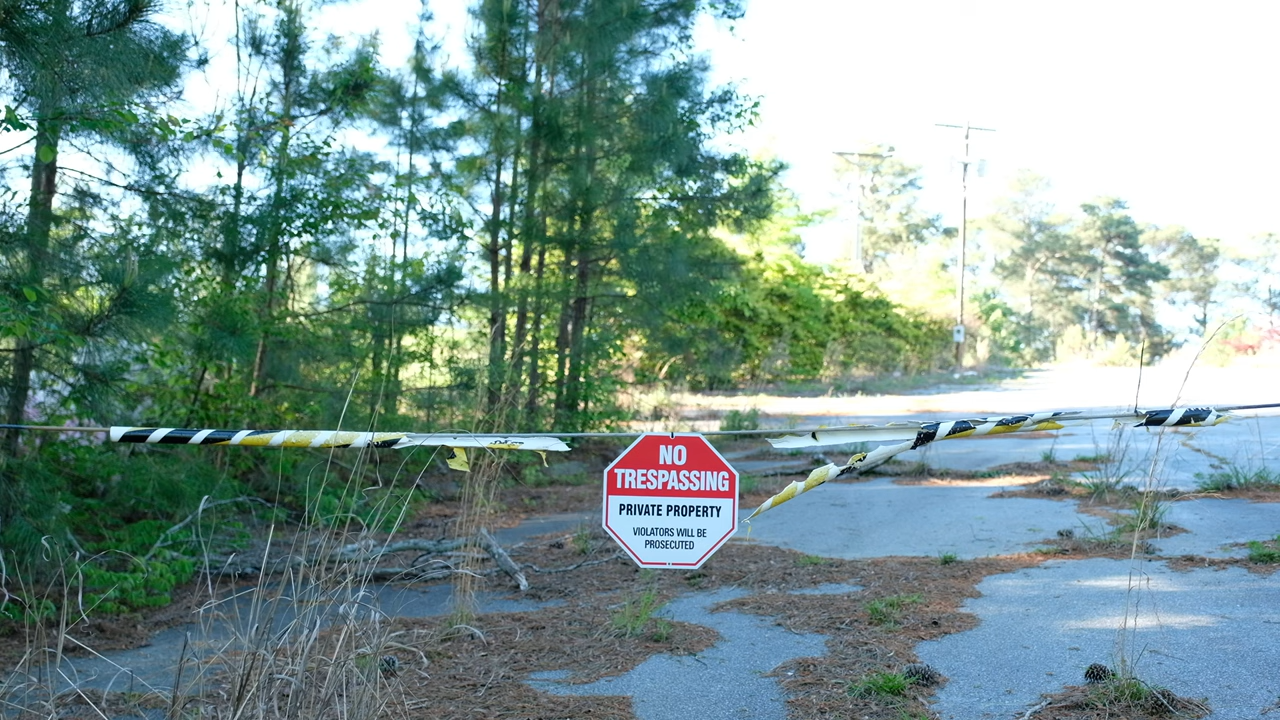 NO
TRESPASSING
PRIVATE PROPERTY
VIOLATORS WILL BE
PROSECUTED